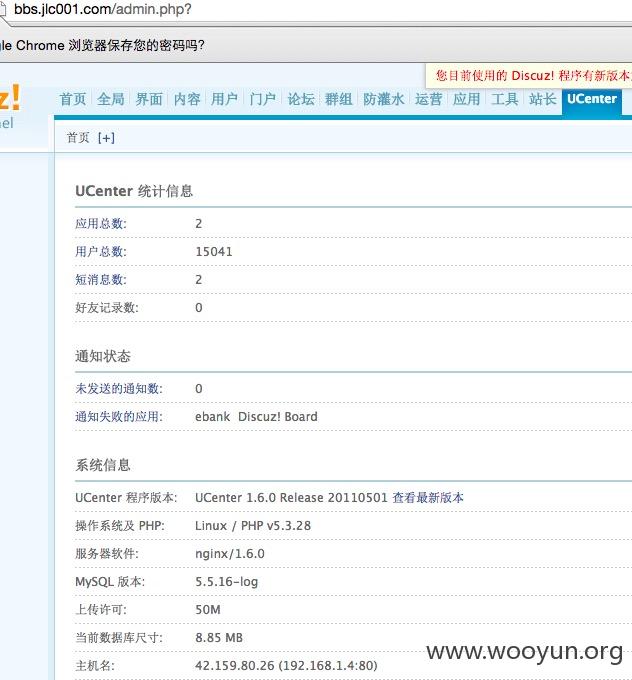 bbs.jlc001.com/admin.php?
le Chrome 浏览器保存您的密码吗?
您目前使用的 Discuz! 程序有新版本
z!
el
首页 全局 界面 内容 用户 门户 论坛 群组 防灌水 运营 应用 工具 站长 UCenter
首页 [+]
UCenter 统计信息
应用总数: 2
用户总数: 15041
短消息数: 2
好友记录数: 0
通知状态
未发送的通知数: 0
通知失败的应用: ebank Discuz! Board
系统信息
UCenter 程序版本: UCenter 1.6.0 Release 20110501 查看最新版本
操作系统及 PHP: Linux / PHP v5.3.28
服务器软件: nginx/1.6.0
MySQL 版本: 5.5.16-log
上传许可: 50M
当前数据库尺寸: 8.85 MB
主机名: 42.159.80.26 (192.168.1.4:80)
www.wooyun.org